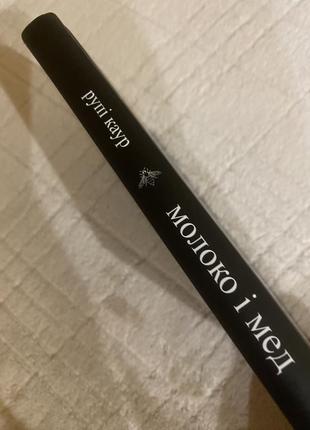 рупі каур
молоко і мед